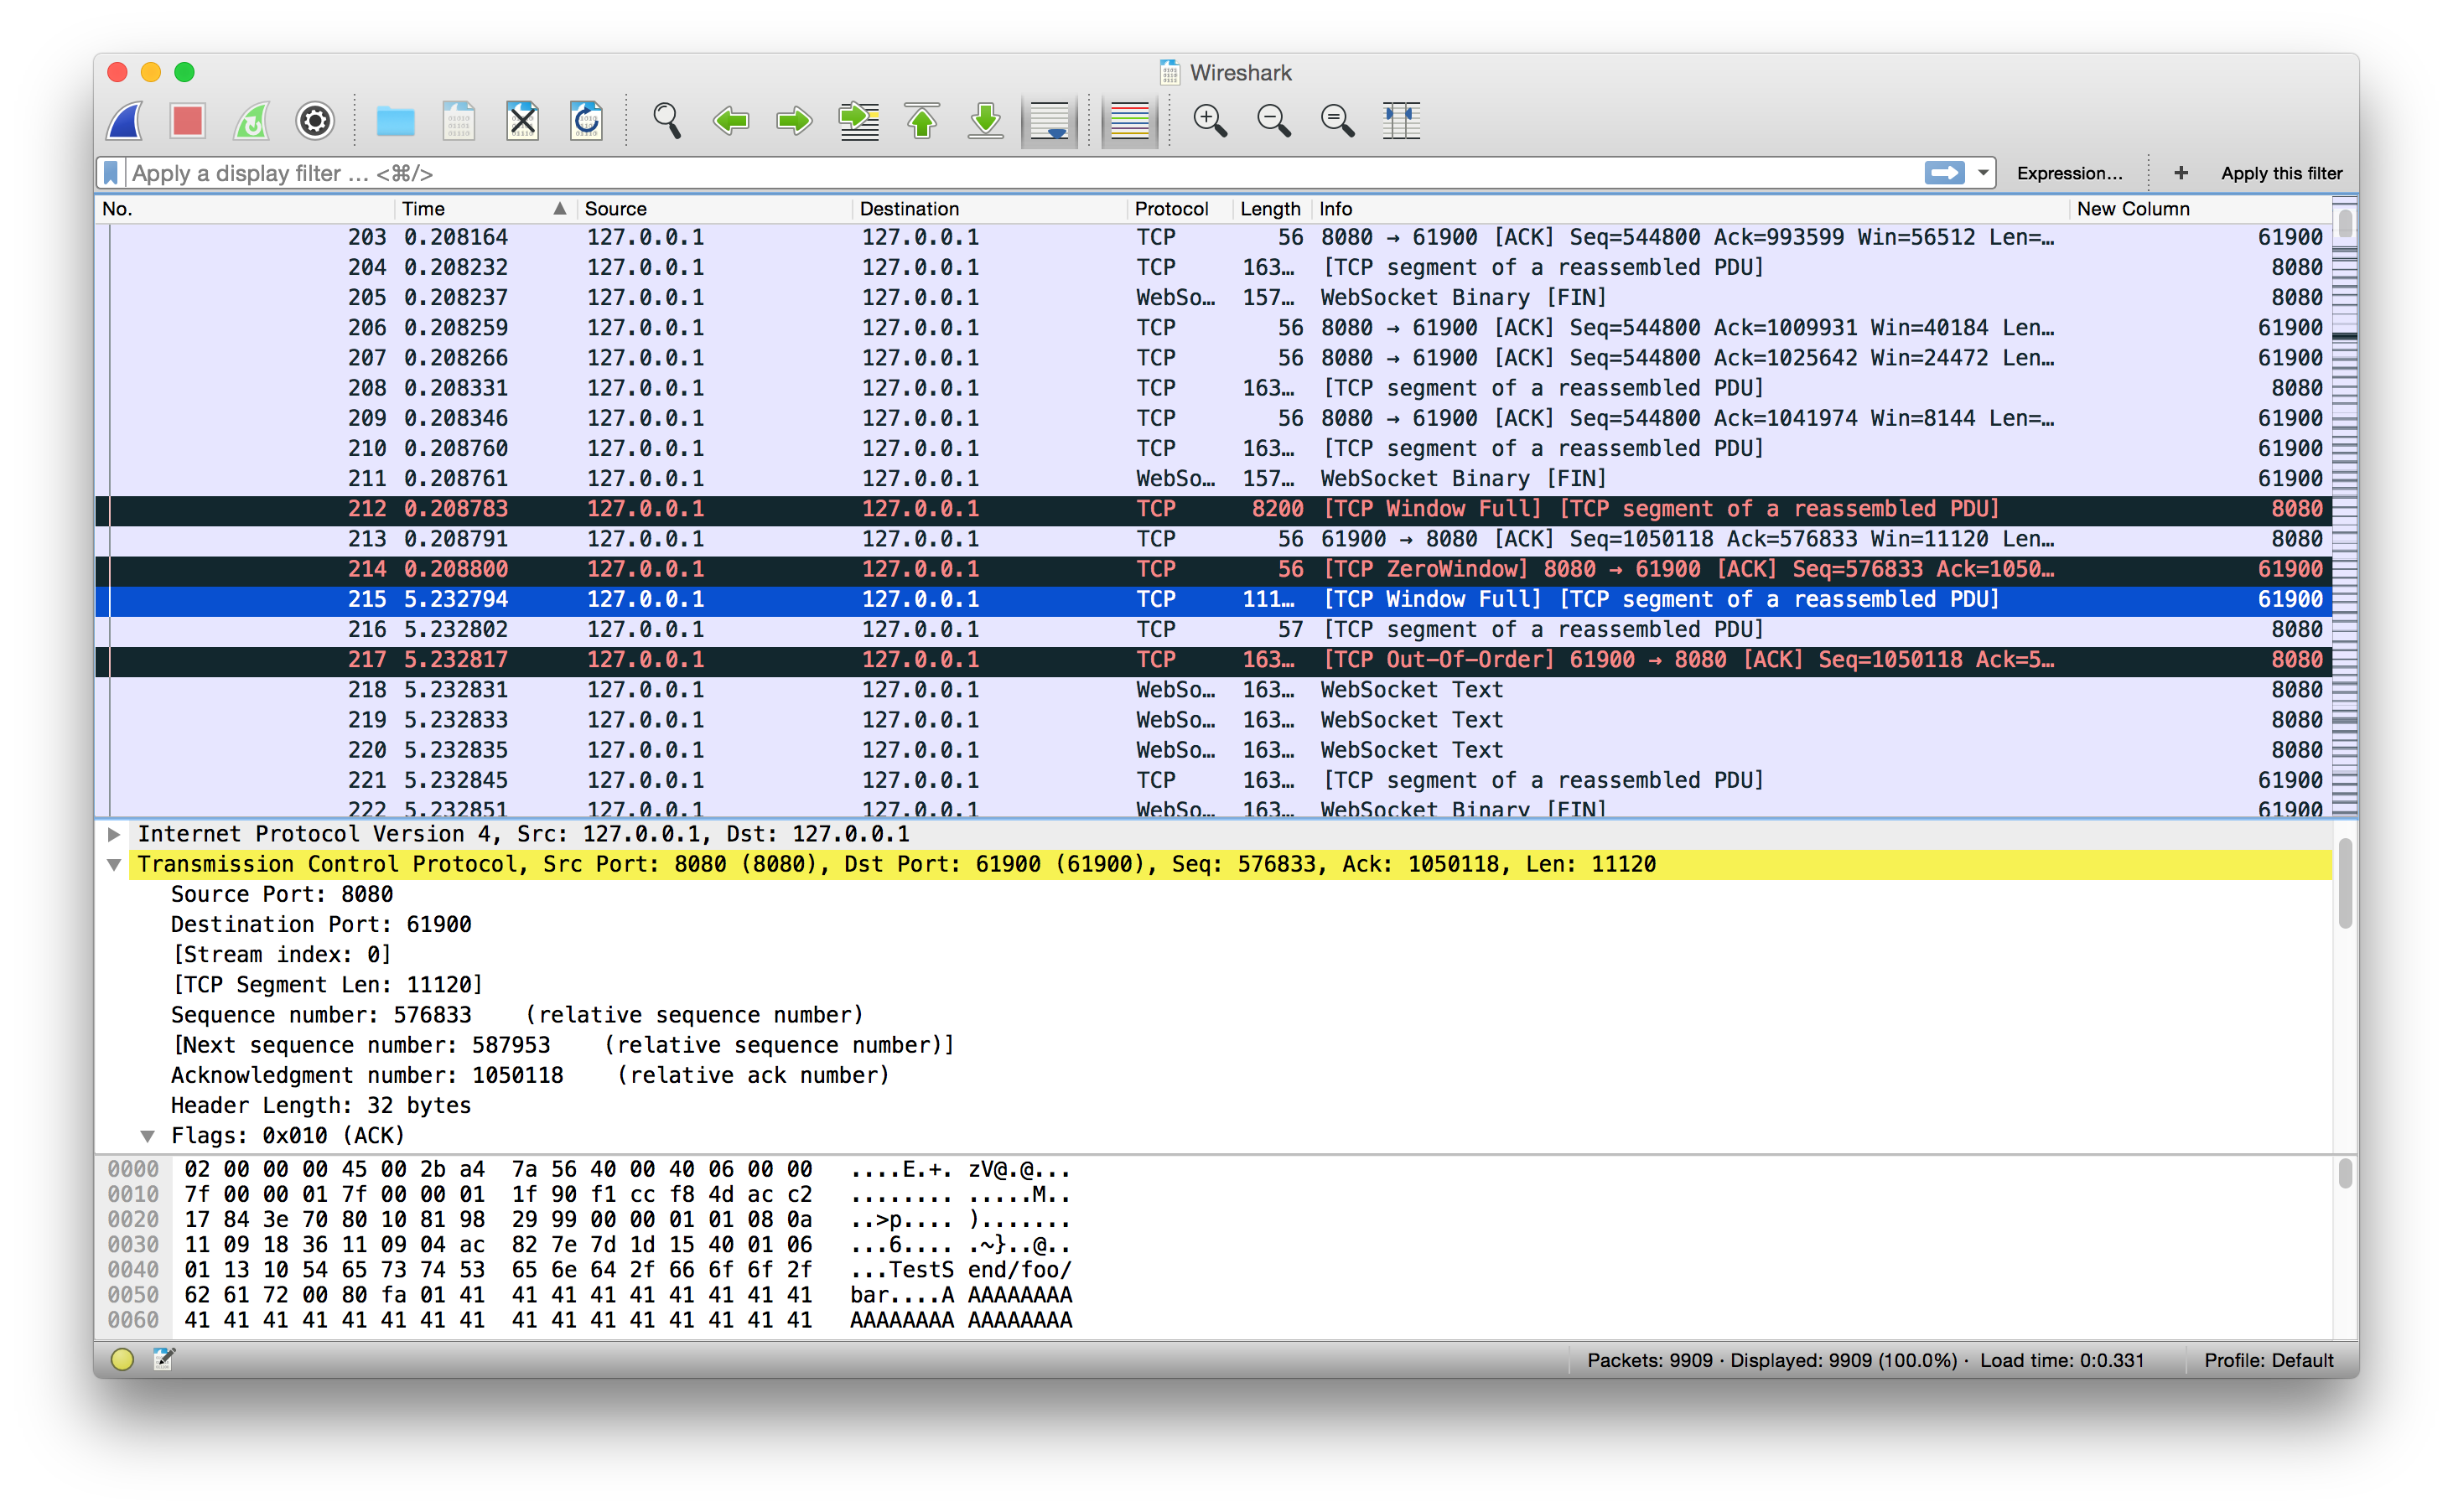 Wireshark
Apply a display filter … <⌘/>
Expression…
+
Apply this filter
No. Time Source Destination Protocol Length Info New Column
203 0.208164 127.0.0.1 127.0.0.1 TCP 56 8080 → 61900 [ACK] Seq=544800 Ack=993599 Win=56512 Len=… 61900
204 0.208232 127.0.0.1 127.0.0.1 TCP 163… [TCP segment of a reassembled PDU] 8080
205 0.208237 127.0.0.1 127.0.0.1 WebSo… 157… WebSocket Binary [FIN] 8080
206 0.208259 127.0.0.1 127.0.0.1 TCP 56 8080 → 61900 [ACK] Seq=544800 Ack=1009931 Win=40184 Len… 61900
207 0.208266 127.0.0.1 127.0.0.1 TCP 56 8080 → 61900 [ACK] Seq=544800 Ack=1025642 Win=24472 Len… 61900
208 0.208331 127.0.0.1 127.0.0.1 TCP 163… [TCP segment of a reassembled PDU] 8080
209 0.208346 127.0.0.1 127.0.0.1 TCP 56 8080 → 61900 [ACK] Seq=544800 Ack=1041974 Win=8144 Len=… 61900
210 0.208760 127.0.0.1 127.0.0.1 TCP 163… [TCP segment of a reassembled PDU] 61900
211 0.208761 127.0.0.1 127.0.0.1 WebSo… 157… WebSocket Binary [FIN] 61900
212 0.208783 127.0.0.1 127.0.0.1 TCP 8200 [TCP Window Full] [TCP segment of a reassembled PDU] 8080
213 0.208791 127.0.0.1 127.0.0.1 TCP 56 61900 → 8080 [ACK] Seq=1050118 Ack=576833 Win=11120 Len… 8080
214 0.208800 127.0.0.1 127.0.0.1 TCP 56 [TCP ZeroWindow] 8080 → 61900 [ACK] Seq=576833 Ack=1050… 61900
215 5.232794 127.0.0.1 127.0.0.1 TCP 111… [TCP Window Full] [TCP segment of a reassembled PDU] 61900
216 5.232802 127.0.0.1 127.0.0.1 TCP 57 [TCP segment of a reassembled PDU] 8080
217 5.232817 127.0.0.1 127.0.0.1 TCP 163… [TCP Out-Of-Order] 61900 → 8080 [ACK] Seq=1050118 Ack=5… 8080
218 5.232831 127.0.0.1 127.0.0.1 WebSo… 163… WebSocket Text 8080
219 5.232833 127.0.0.1 127.0.0.1 WebSo… 163… WebSocket Text 8080
220 5.232835 127.0.0.1 127.0.0.1 WebSo… 163… WebSocket Text 8080
221 5.232845 127.0.0.1 127.0.0.1 TCP 163… [TCP segment of a reassembled PDU] 61900
222 5.232851 127.0.0.1 127.0.0.1 WebSo… 163… WebSocket Binary [FIN] 61900
Internet Protocol Version 4, Src: 127.0.0.1, Dst: 127.0.0.1
Transmission Control Protocol, Src Port: 8080 (8080), Dst Port: 61900 (61900), Seq: 576833, Ack: 1050118, Len: 11120
Source Port: 8080
Destination Port: 61900
[Stream index: 0]
[TCP Segment Len: 11120]
Sequence number: 576833 (relative sequence number)
[Next sequence number: 587953 (relative sequence number)]
Acknowledgment number: 1050118 (relative ack number)
Header Length: 32 bytes
Flags: 0x010 (ACK)
0000 02 00 00 00 45 00 2b a4 7a 56 40 00 40 06 00 00 ....E.+. zV@.@...
0010 7f 00 00 01 7f 00 00 01 1f 90 f1 cc f8 4d ac c2 ........ .....M..
0020 17 84 3e 70 80 10 81 98 29 99 00 00 01 01 08 0a ..>p.... ).......
0030 11 09 18 36 11 09 04 ac 82 7e 7d 1d 15 40 01 06 ...6.... .~}..@..
0040 01 13 10 54 65 73 74 53 65 6e 64 2f 66 6f 6f 2f ...TestS end/foo/
0050 62 61 72 00 80 fa 01 41 41 41 41 41 41 41 41 41 bar....A AAAAAAAA
0060 41 41 41 41 41 41 41 41 41 41 41 41 41 41 41 41 AAAAAAAA AAAAAAAA
Packets: 9909 · Displayed: 9909 (100.0%) · Load time: 0:0.331
Profile: Default